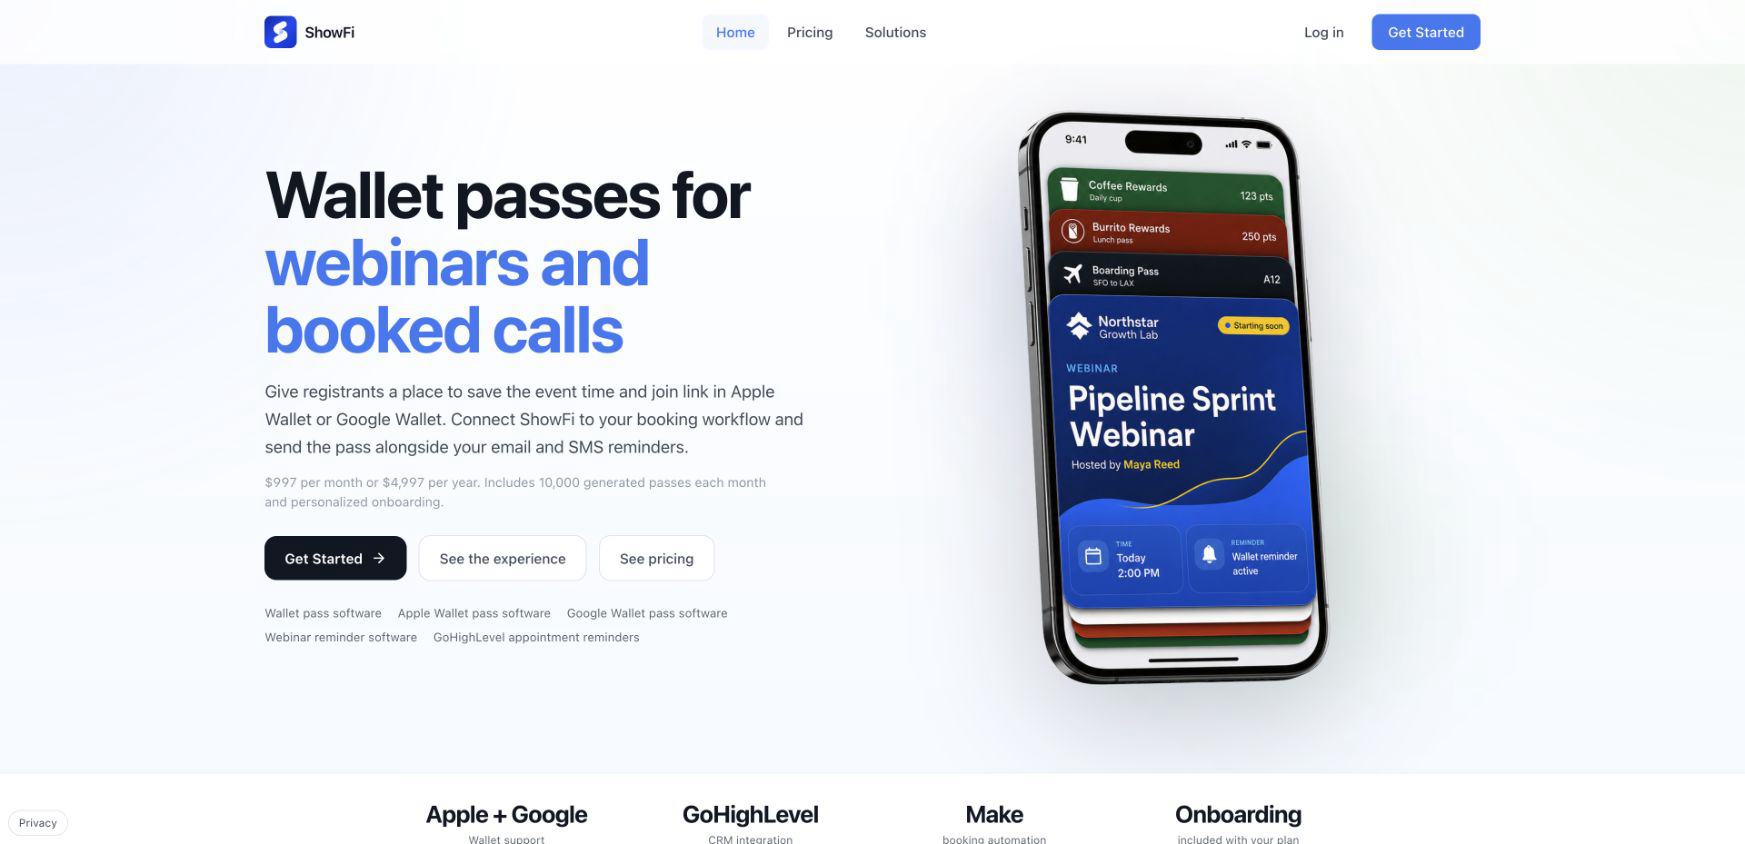 ShowFi
Home
Pricing
Solutions
Log in
Get Started
Wallet passes for
webinars and
booked calls
Give registrants a place to save the event time and join link in Apple
Wallet or Google Wallet. Connect ShowFi to your booking workflow and
send the pass alongside your email and SMS reminders.
$997 per month or $4,997 per year. Includes 10,000 generated passes each month
and personalized onboarding.
Get Started →
See the experience
See pricing
Wallet pass software
Apple Wallet pass software
Google Wallet pass software
Webinar reminder software
GoHighLevel appointment reminders
9:41
Coffee Rewards
Daily cup
123 pts
Burrito Rewards
Lunch pass
250 pts
Boarding Pass
SFO to LAX
A12
Northstar
Growth Lab
Starting soon
WEBINAR
Pipeline Sprint
Webinar
Hosted by Maya Reed
TIME
Today
2:00 PM
REMINDER
Wallet reminder
active
Apple + Google
Wallet support
GoHighLevel
CRM integration
Make
booking automation
Onboarding
included with your plan
Privacy